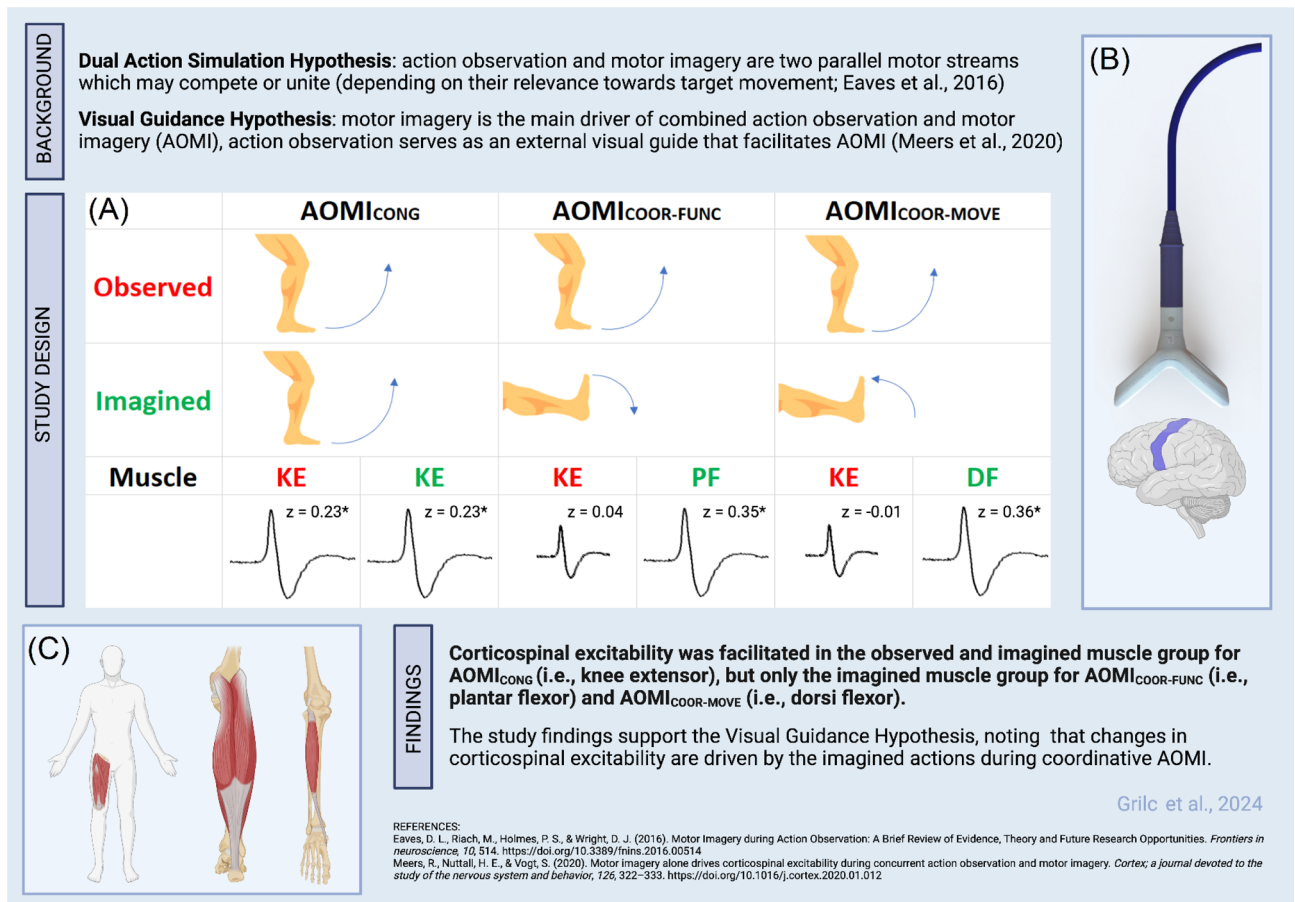 BACKGROUND
Dual Action Simulation Hypothesis: action observation and motor imagery are two parallel motor streams
which may compete or unite (depending on their relevance towards target movement; Eaves et al., 2016)
Visual Guidance Hypothesis: motor imagery is the main driver of combined action observation and motor
imagery (AOMI), action observation serves as an external visual guide that facilitates AOMI (Meers et al., 2020)
(B)
STUDY DESIGN
(A) AOMICONG AOMICOOR-FUNC AOMICOOR-MOVE
Observed
Imagined
Muscle KE KE KE PF KE DF
z = 0.23* z = 0.23* z = 0.04 z = 0.35* z = -0.01 z = 0.36*
(C)
FINDINGS
Corticospinal excitability was facilitated in the observed and imagined muscle group for
AOMICONG (i.e., knee extensor), but only the imagined muscle group for AOMICOOR-FUNC (i.e.,
plantar flexor) and AOMICOOR-MOVE (i.e., dorsi flexor).
The study findings support the Visual Guidance Hypothesis, noting that changes in
corticospinal excitability are driven by the imagined actions during coordinative AOMI.
Grilc et al., 2024
REFERENCES:
Eaves, D. L., Riach, M., Holmes, P. S., & Wright, D. J. (2016). Motor Imagery during Action Observation: A Brief Review of Evidence, Theory and Future Research Opportunities. Frontiers in
neuroscience, 10, 514. https://doi.org/10.3389/fnins.2016.00514
Meers, R., Nuttall, H. E., & Vogt, S. (2020). Motor imagery alone drives corticospinal excitability during concurrent action observation and motor imagery. Cortex; a journal devoted to the
study of the nervous system and behavior, 126, 322–333. https://doi.org/10.1016/j.cortex.2020.01.012